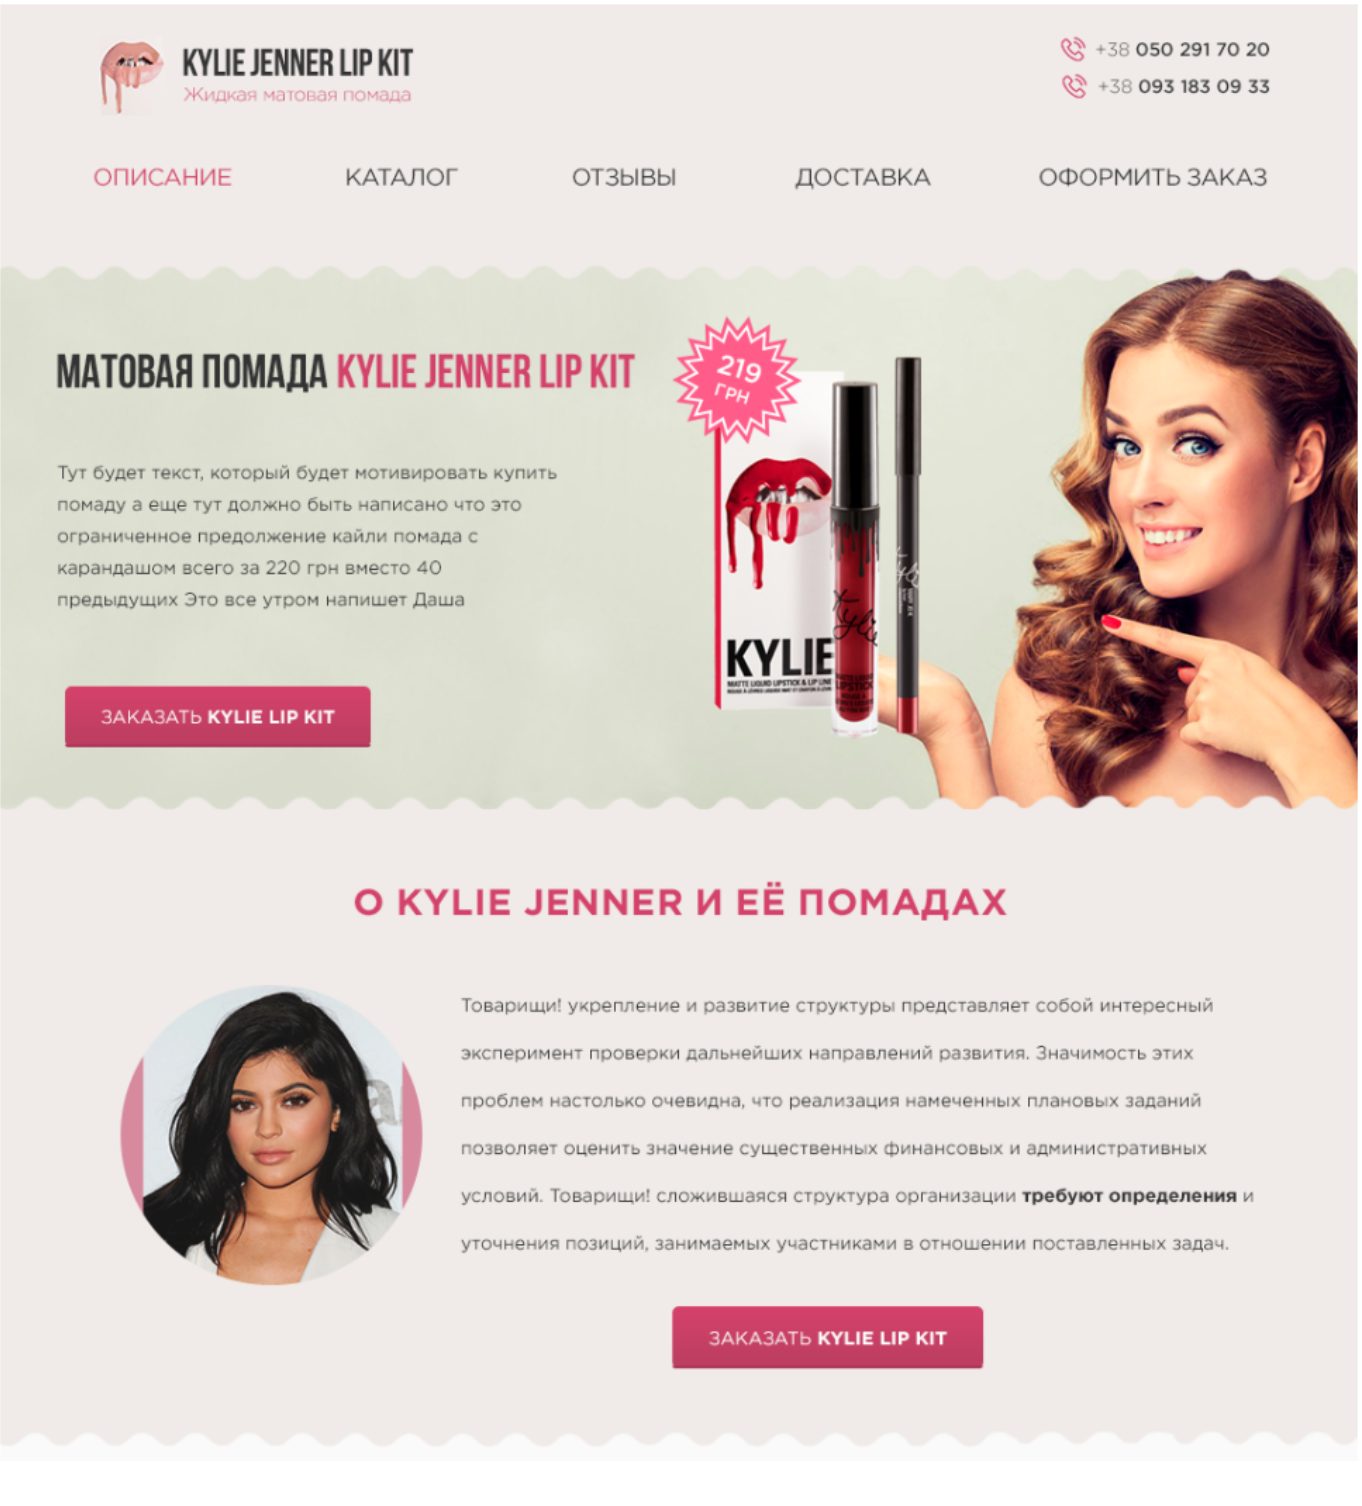 KYLIE JENNER LIP KIT
Жидкая матовая помада
+38 050 291 70 20
+38 093 183 09 33
ОПИСАНИЕ КАТАЛОГ ОТЗЫВЫ ДОСТАВКА ОФОРМИТЬ ЗАКАЗ
МАТОВАЯ ПОМАДА KYLIE JENNER LIP KIT
Тут будет текст, который будет мотивировать купить
помаду а еще тут должно быть написано что это
ограниченное предолжение кайли помада с
карандашом всего за 220 грн вместо 40
предыдущих Это все утром напишет Даша
ЗАКАЗАТЬ KYLIE LIP KIT
219
ГРН
KYLIE
MATTE LIQUID LIPSTICK & LIP LINE
Kylie
О KYLIE JENNER И ЕЁ ПОМАДАХ
Товарищи! укрепление и развитие структуры представляет собой интересный
эксперимент проверки дальнейших направлений развития. Значимость этих
проблем настолько очевидна, что реализация намеченных плановых заданий
позволяет оценить значение существенных финансовых и административных
условий. Товарищи! сложившаяся структура организации требуют определения и
уточнения позиций, занимаемых участниками в отношении поставленных задач.
ЗАКАЗАТЬ KYLIE LIP KIT